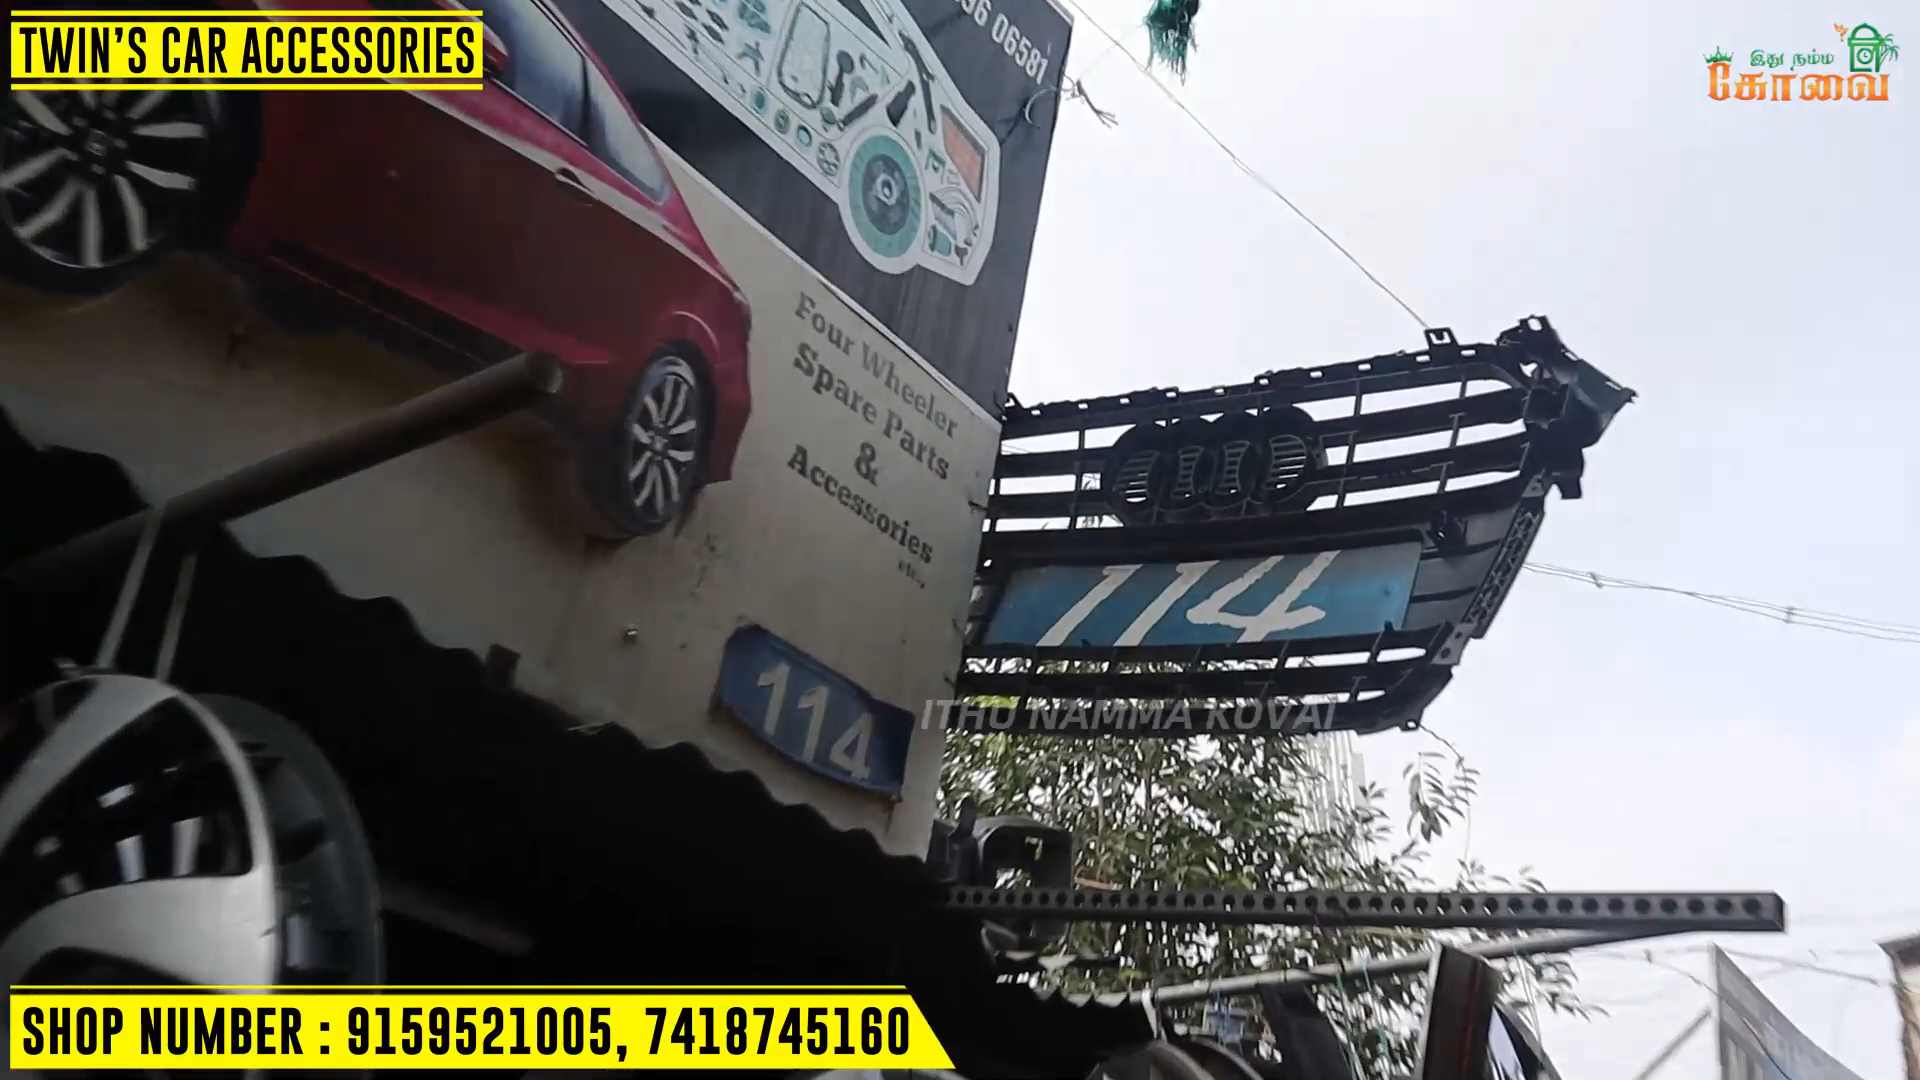 TWIN'S CAR ACCESSORIES
இது நம்ம
கோவை
96 06581
Four Wheeler
Spare Parts
&
Accessories
etc.,
114
114
ITHU NAMMA KOVAI
SHOP NUMBER : 9159521005, 7418745160